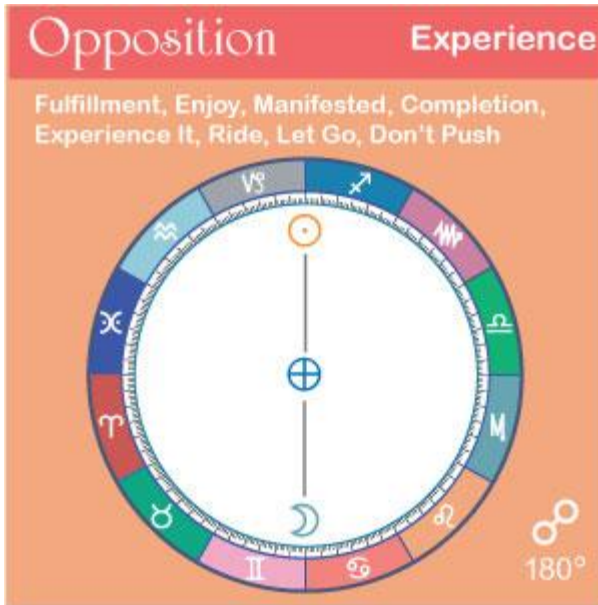 Opposition Experience
Fulfillment, Enjoy, Manifested, Completion,
Experience It, Ride, Let Go, Don't Push
180°